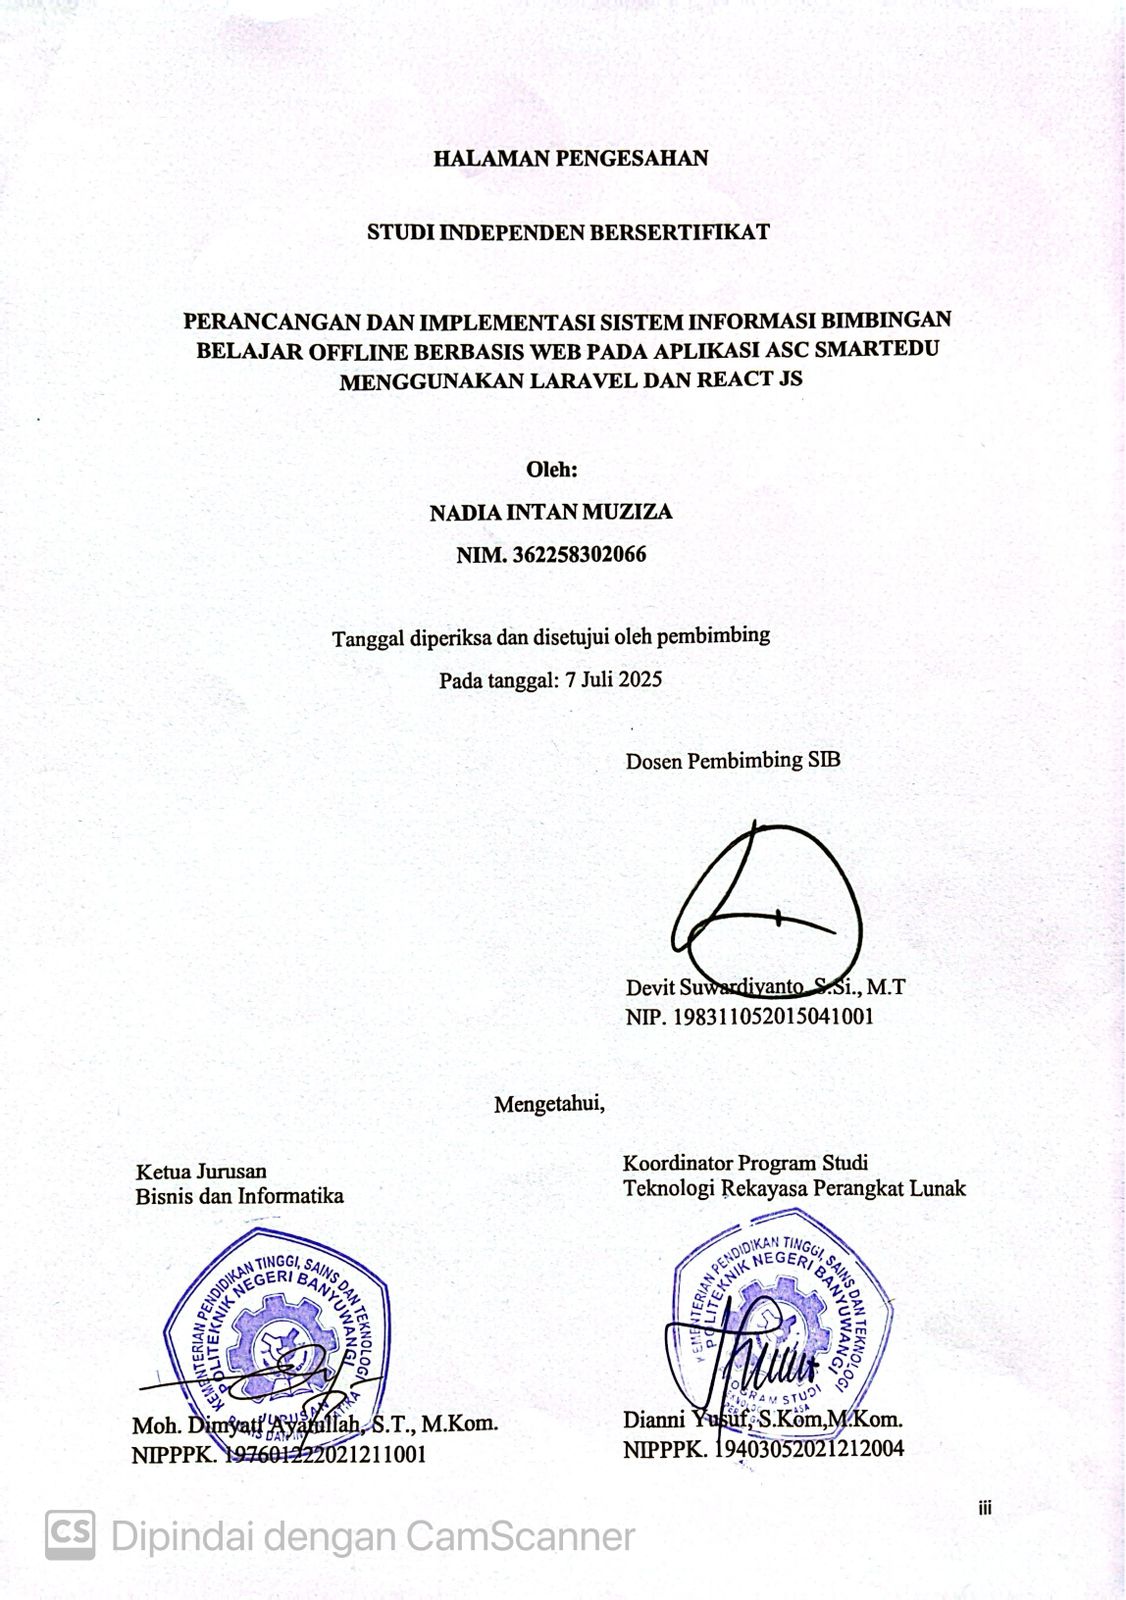 HALAMAN PENGESAHAN
STUDI INDEPENDEN BERSERTIFIKAT
PERANCANGAN DAN IMPLEMENTASI SISTEM INFORMASI BIMBINGAN
BELAJAR OFFLINE BERBASIS WEB PADA APLIKASI ASC SMARTEDU
MENGGUNAKAN LARAVEL DAN REACT JS
Oleh:
NADIA INTAN MUZIZA
NIM. 362258302066
Tanggal diperiksa dan disetujui oleh pembimbing
Pada tanggal: 7 Juli 2025
Dosen Pembimbing SIB
Devit Suwardiyanto, S.Si., M.T
NIP. 198311052015041001
Mengetahui,
Ketua Jurusan
Bisnis dan Informatika
KEMENTERIAN PENDIDIKAN TINGGI, SAINS DAN TEKNOLOGI
POLITEKNIK NEGERI BANYUWANGI
JURUSAN
Moh. Dimyati Ayatullah, S.T., M.Kom.
NIPPPK. 197601222021211001
Koordinator Program Studi
Teknologi Rekayasa Perangkat Lunak
KEMENTERIAN PENDIDIKAN TINGGI, SAINS DAN TEKNOLOGI
POLITEKNIK NEGERI BANYUWANGI
PROGRAM STUDI
Dianni Yusuf, S.Kom,M.Kom.
NIPPPK. 19403052021212004
iii
CS Dipindai dengan CamScanner